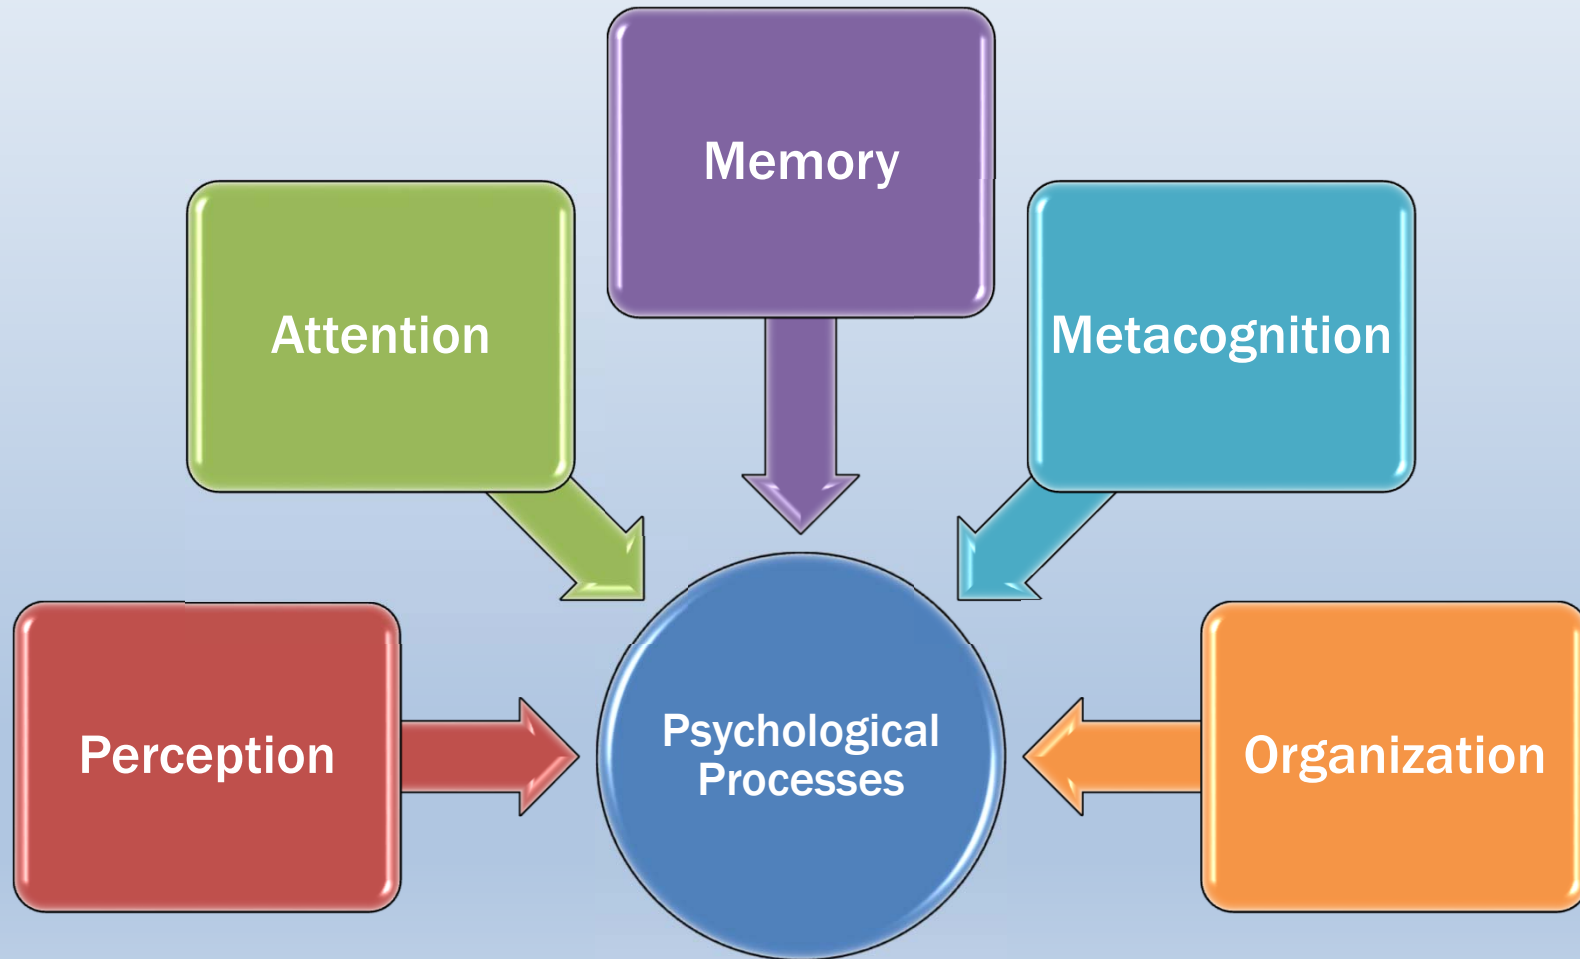 Memory
Attention
Metacognition
Perception
Psychological
Processes
Organization